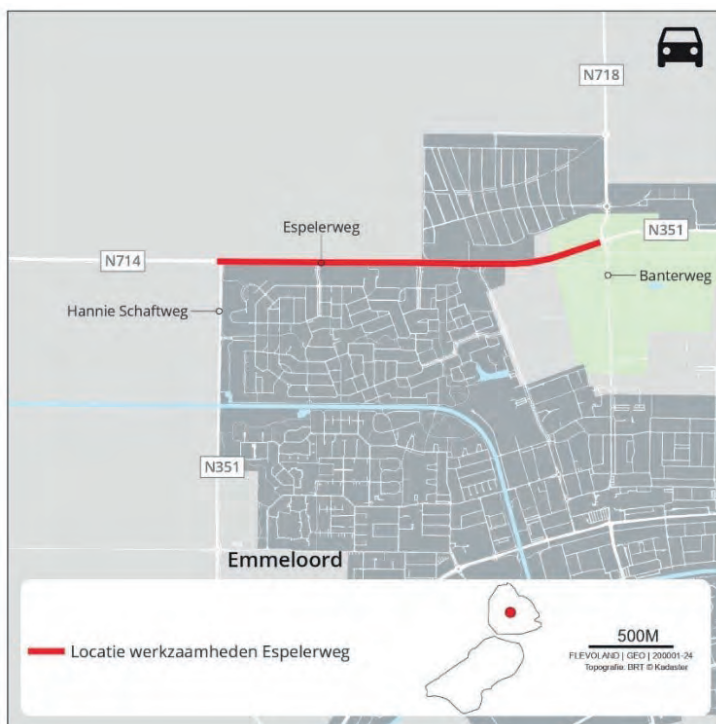 N718
N351
Espelerweg
N714
Banterweg
Hannie Schaftweg
N351
Emmeloord
Locatie werkzaamheden Espelerweg
500M
FLEVOLAND | GEO | 200001-24
Topografie: BRT © Kadaster